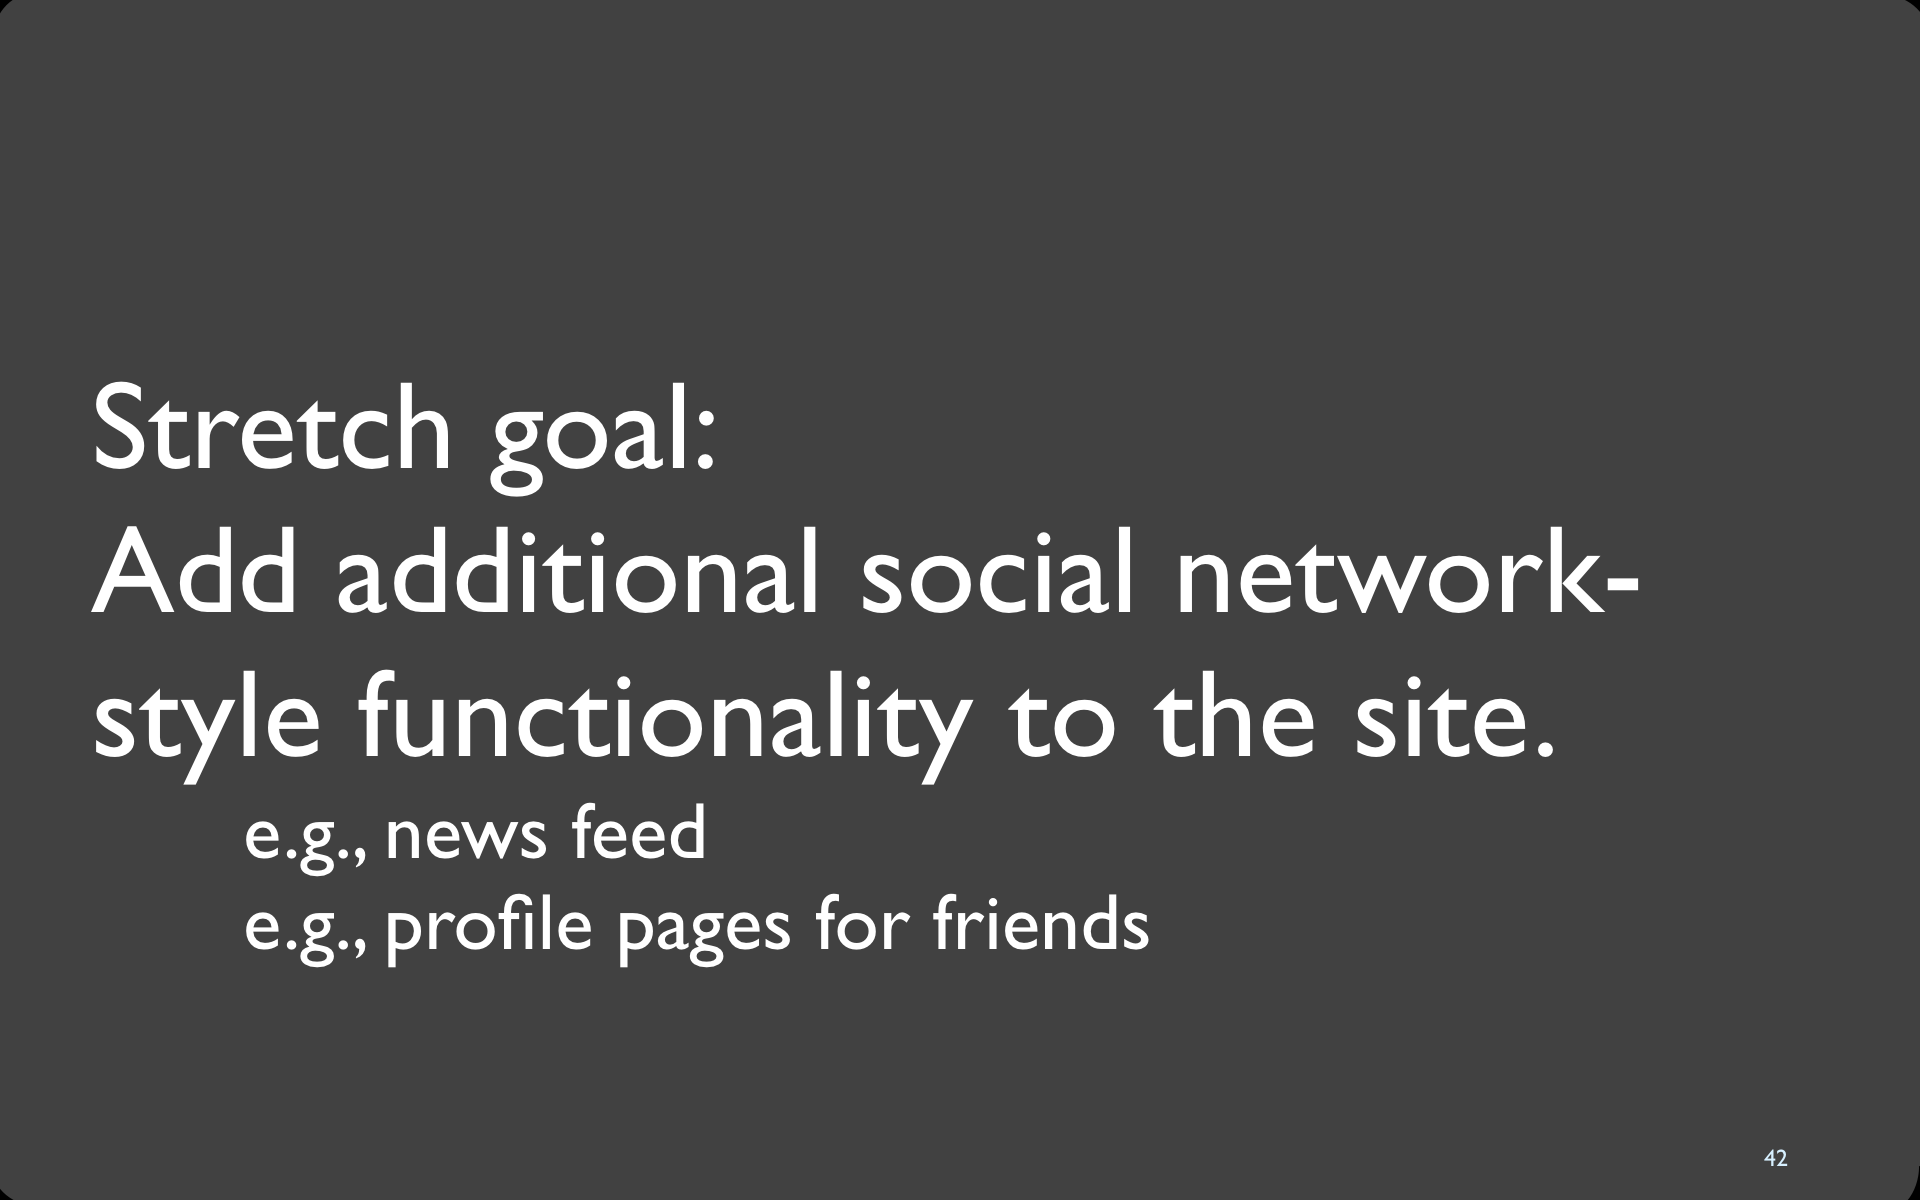 Stretch goal:
Add additional social network-
style functionality to the site.
e.g., news feed
e.g., profile pages for friends
42